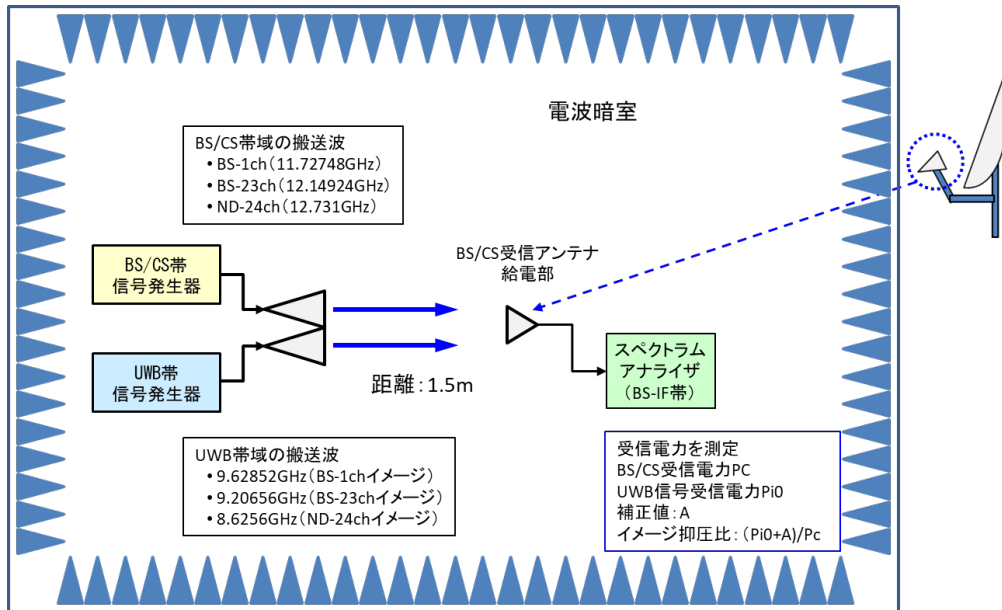 電波暗室
BS/CS帯域の搬送波
• BS-1ch(11.72748GHz)
• BS-23ch(12.14924GHz)
• ND-24ch(12.731GHz)
BS/CS帯
信号発生器
BS/CS受信アンテナ
給電部
UWB帯
信号発生器
距離:1.5m
スペクトラム
アナライザ
(BS-IF帯)
UWB帯域の搬送波
• 9.62852GHz(BS-1chイメージ)
• 9.20656GHz(BS-23chイメージ)
• 8.6256GHz(ND-24chイメージ)
受信電力を測定
BS/CS受信電力PC
UWB信号受信電力Pi0
補正値:A
イメージ抑圧比:(Pi0+A)/Pc